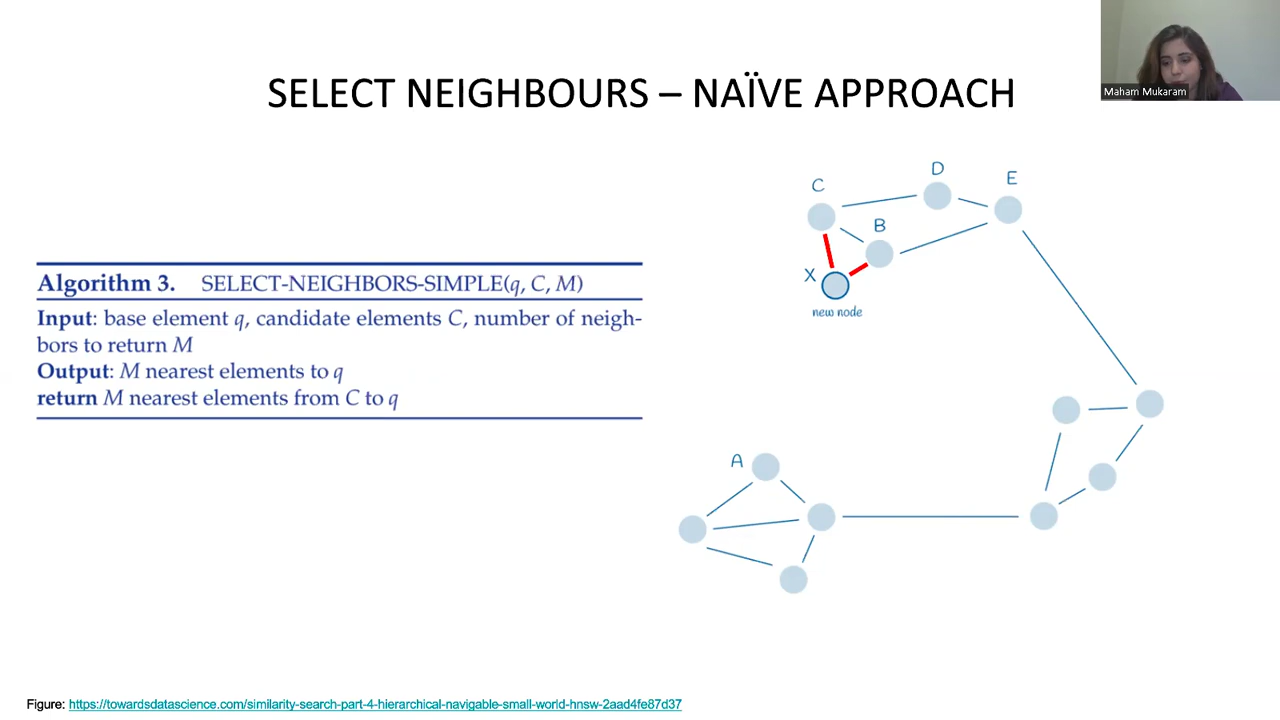 Maham Mukaram
SELECT NEIGHBOURS – NAÏVE APPROACH
Algorithm 3. SELECT-NEIGHBORS-SIMPLE(q, C, M)
Input: base element q, candidate elements C, number of neigh-
bors to return M
Output: M nearest elements to q
return M nearest elements from C to q
C
D
E
B
X
new node
A
Figure: https://towardsdatascience.com/similarity-search-part-4-hierarchical-navigable-small-world-hnsw-2aad4fe87d37